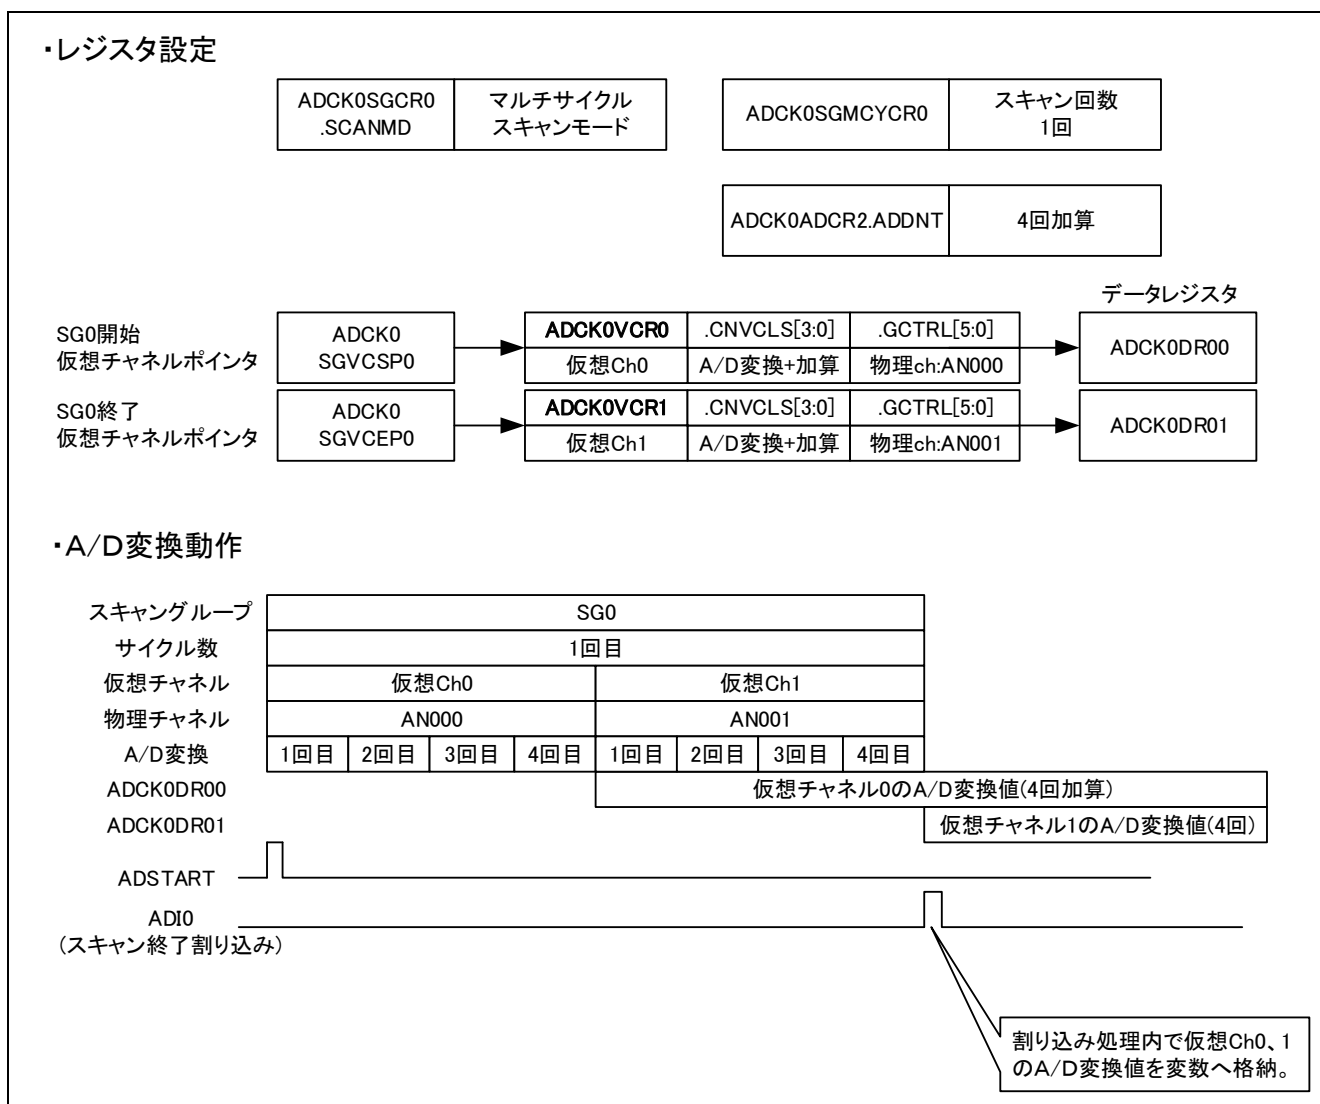 ・レジスタ設定
ADCK0SGCR0
.SCANMD
マルチサイクル
スキャンモード
ADCK0SGMCYCR0
スキャン回数
1回
ADCK0ADCR2.ADDNT
4回加算
データレジスタ
SG0開始
仮想チャネルポインタ
ADCK0
SGVCSP0
ADCK0VCR0
.CNVCLS[3:0]
.GCTRL[5:0]
仮想Ch0
A/D変換+加算
物理ch:AN000
ADCK0DR00
SG0終了
仮想チャネルポインタ
ADCK0
SGVCEP0
ADCK0VCR1
.CNVCLS[3:0]
.GCTRL[5:0]
仮想Ch1
A/D変換+加算
物理ch:AN001
ADCK0DR01
・A/D変換動作
スキャングループ
SG0
サイクル数
1回目
仮想チャネル
仮想Ch0
仮想Ch1
物理チャネル
AN000
AN001
A/D変換
1回目
2回目
3回目
4回目
1回目
2回目
3回目
4回目
ADCK0DR00
仮想チャネル0のA/D変換値(4回加算)
ADCK0DR01
仮想チャネル1のA/D変換値(4回)
ADSTART
ADI0
(スキャン終了割り込み)
割り込み処理内で仮想Ch0、1
のA/D変換値を変数へ格納。